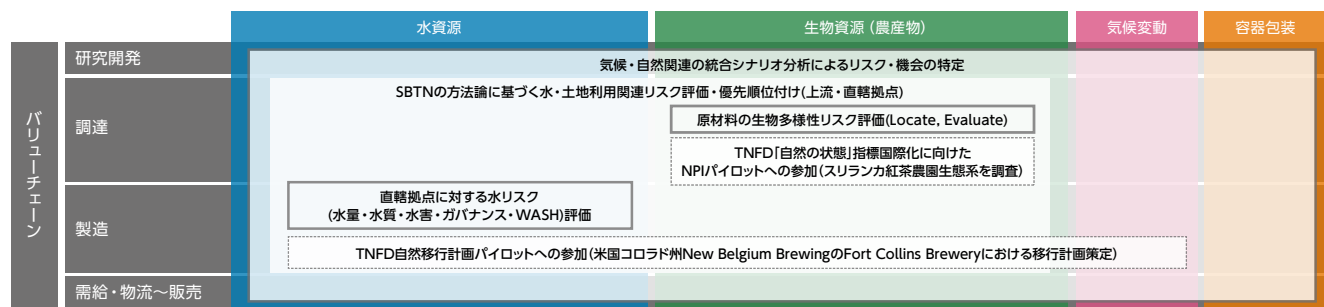 水資源
生物資源（農産物）
気候変動
容器包装
バリューチェーン
研究開発
気候・自然関連の統合シナリオ分析によるリスク・機会の特定
SBTNの方法論に基づく水・土地利用関連リスク評価・優先順位付け(上流・直轄拠点)
調達
原材料の生物多様性リスク評価(Locate, Evaluate)
TNFD「自然の状態」指標国際化に向けた
NPIパイロットへの参加(スリランカ紅茶農園生態系を調査)
直轄拠点に対する水リスク
(水量・水質・水害・ガバナンス・WASH)評価
製造
TNFD自然移行計画パイロットへの参加(米国コロラド州New Belgium BrewingのFort Collins Breweryにおける移行計画策定)
需給・物流～販売